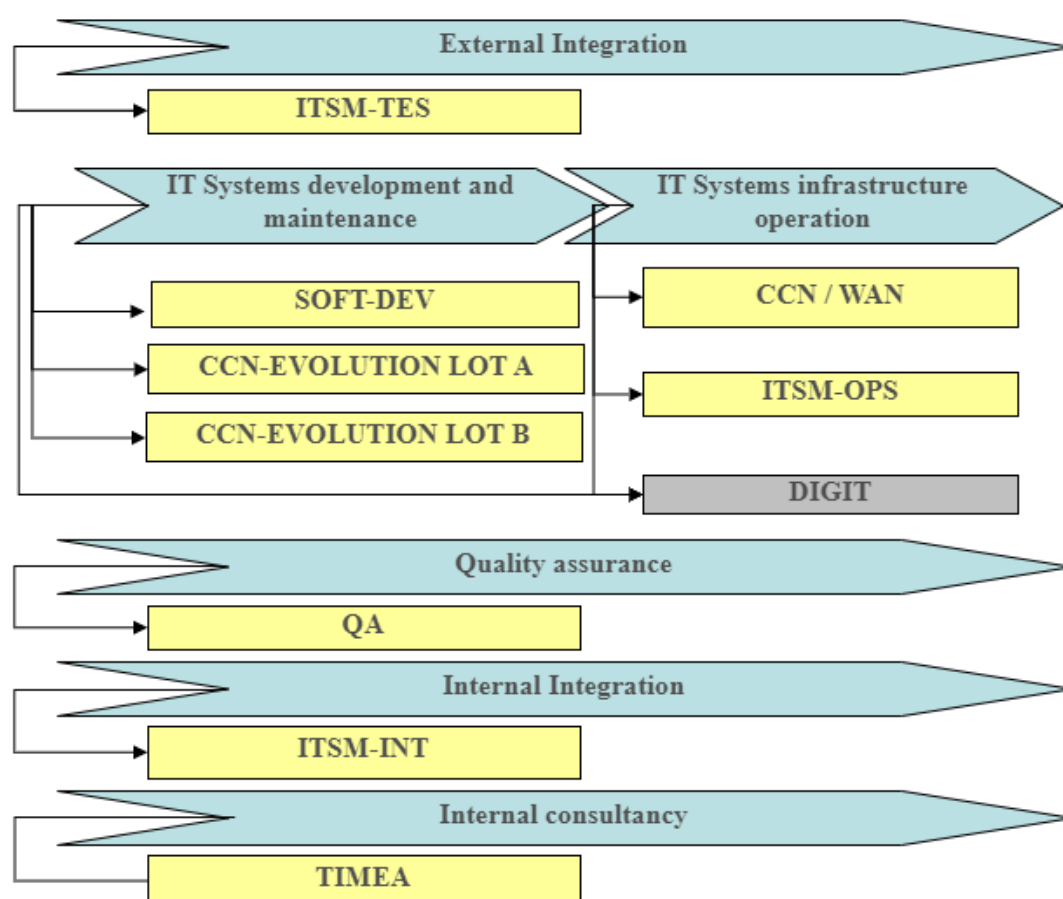 External Integration
ITSM-TES
IT Systems development and
maintenance
IT Systems infrastructure
operation
SOFT-DEV
CCN / WAN
CCN-EVOLUTION LOT A
ITSM-OPS
CCN-EVOLUTION LOT B
DIGIT
Quality assurance
QA
Internal Integration
ITSM-INT
Internal consultancy
TIMEA